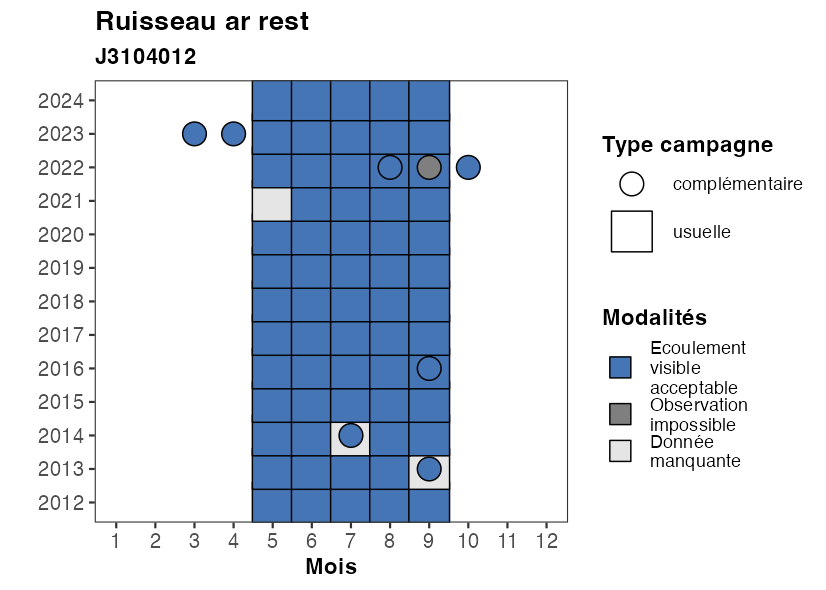 Ruisseau ar rest
J3104012
2024
2023
2022
2021
2020
2019
2018
2017
2016
2015
2014
2013
2012
1 2 3 4 5 6 7 8 9 10 11 12
Mois
Type campagne
complémentaire
usuelle
Modalités
Ecoulement
visible
acceptable
Observation
impossible
Donnée
manquante